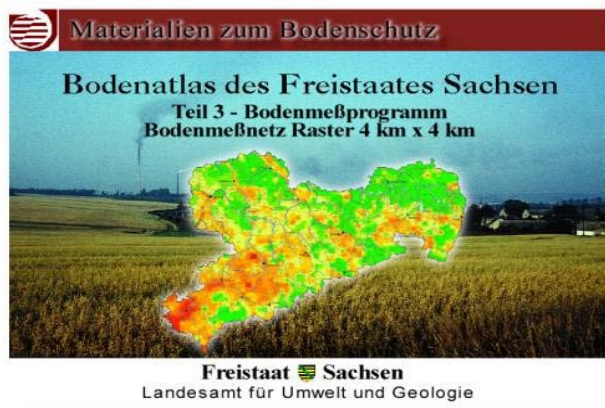 Materialien zum Bodenschutz
Bodenatlas des Freistaates Sachsen
Teil 3 - Bodenmeßprogramm
Bodenmeßnetz Raster 4 km x 4 km
Freistaat Sachsen
Landesamt für Umwelt und Geologie